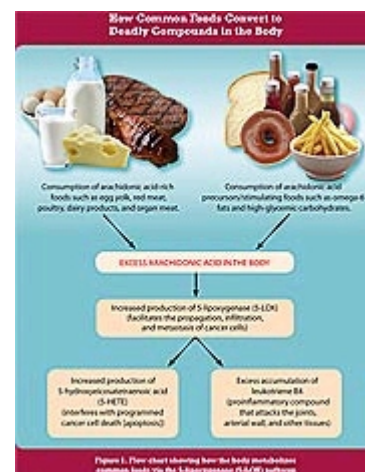 How Common Foods Convert to
Deadly Compounds in the Body
Consumption of arachidonic acid-rich
foods such as egg yolk, red meat,
poultry, dairy products, and organ meat.
Consumption of arachidonic acid
precursors/stimulating foods such as omega-6
fats and high-glycemic carbohydrates.
EXCESS ARACHIDONIC ACID IN THE BODY
Increased production of 5-lipoxygenase (5-LOX)
(facilitates the propagation, infiltration,
and metastasis of cancer cells)
Increased production of
5-hydroxyeicosatetraenoic acid
(5-HETE)
(interferes with programmed
cancer cell death [apoptosis])
Excess accumulation of
leukotriene B4
(proinflammatory compound
that attacks the joints,
arterial wall, and other tissues)
Figure 1. Flow chart showing how the body metabolizes
common foods via the 5-lipoxygenase (5-LOX) pathway.